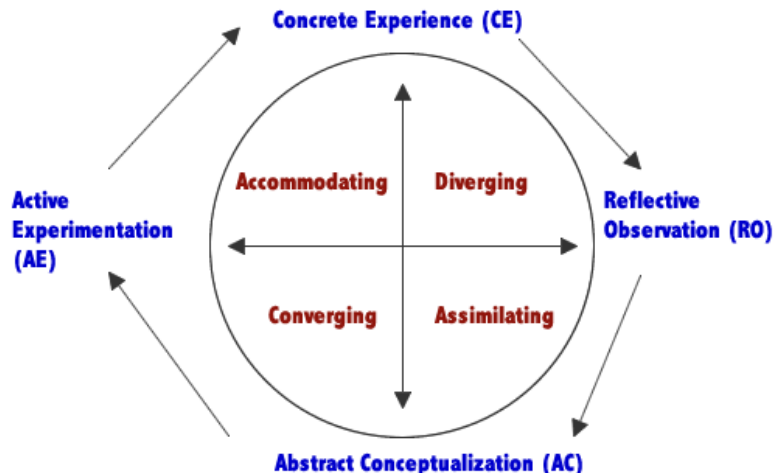 Concrete Experience (CE)
Accommodating
Diverging
Active
Experimentation
(AE)
Reflective
Observation (RO)
Converging
Assimilating
Abstract Conceptualization (AC)